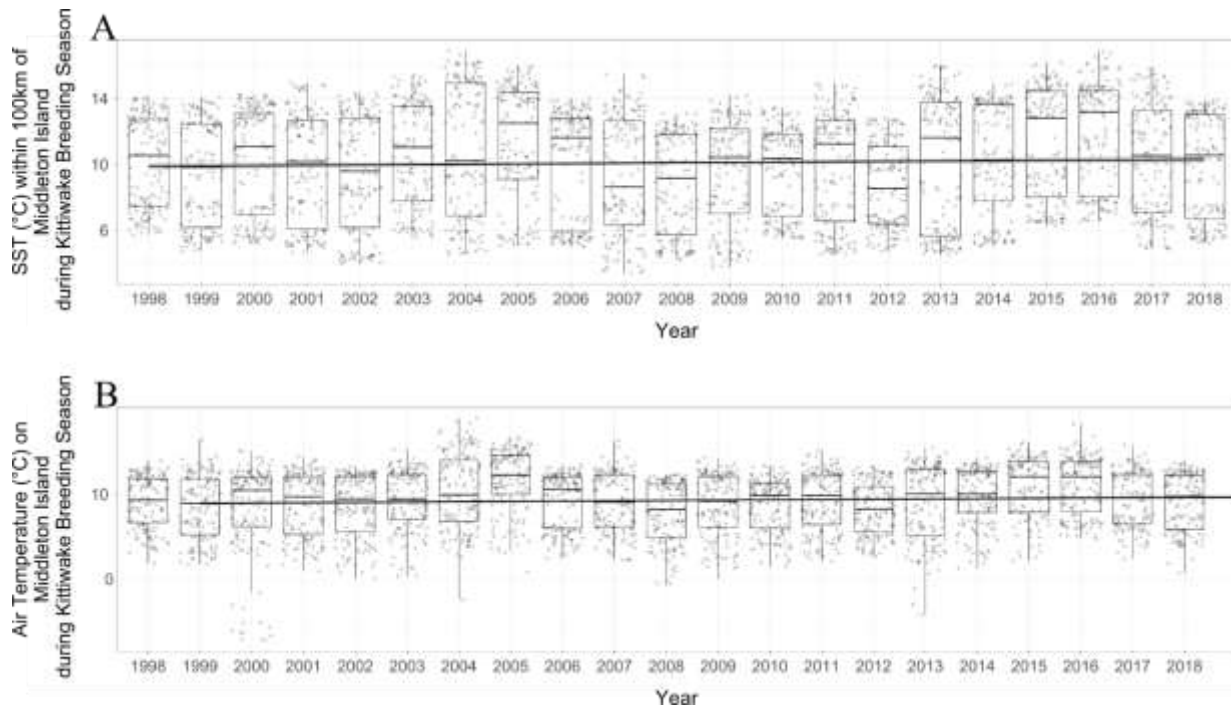 A
SST (°C) within 100km of
Middleton Island
during Kittiwake Breeding Season
14
10
6
1998 1999 2000 2001 2002 2003 2004 2005 2006 2007 2008 2009 2010 2011 2012 2013 2014 2015 2016 2017 2018
Year
B
Air Temperature (°C) on
Middleton Island
during Kittiwake Breeding Season
10
0
1998 1999 2000 2001 2002 2003 2004 2005 2006 2007 2008 2009 2010 2011 2012 2013 2014 2015 2016 2017 2018
Year